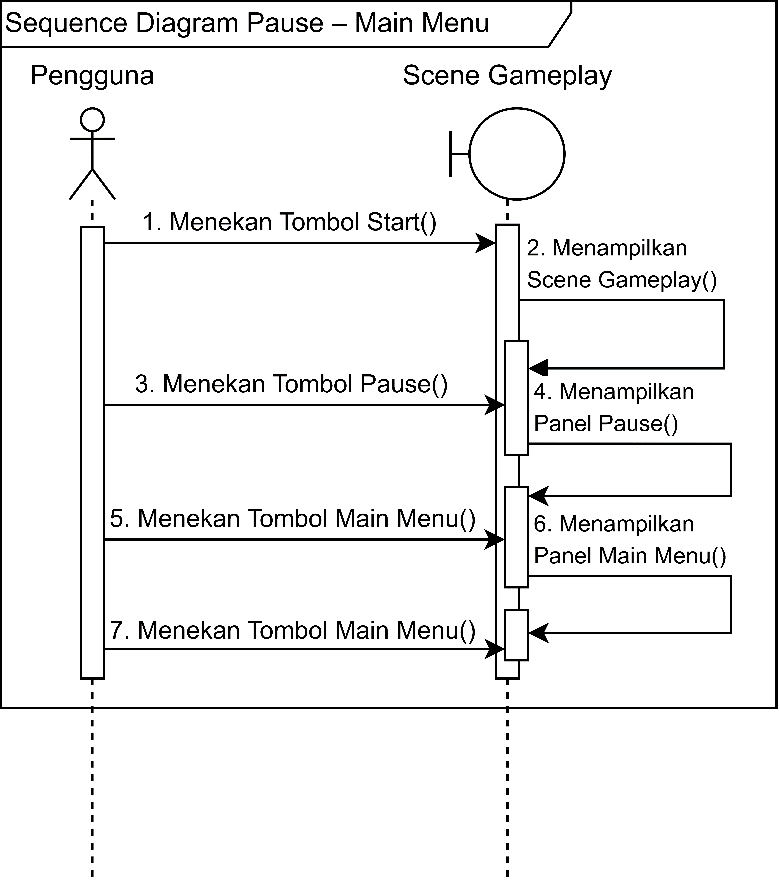 Sequence Diagram Pause – Main Menu
Pengguna
Scene Gameplay
1. Menekan Tombol Start()
2. Menampilkan
Scene Gameplay()
3. Menekan Tombol Pause()
4. Menampilkan
Panel Pause()
5. Menekan Tombol Main Menu()
6. Menampilkan
Panel Main Menu()
7. Menekan Tombol Main Menu()